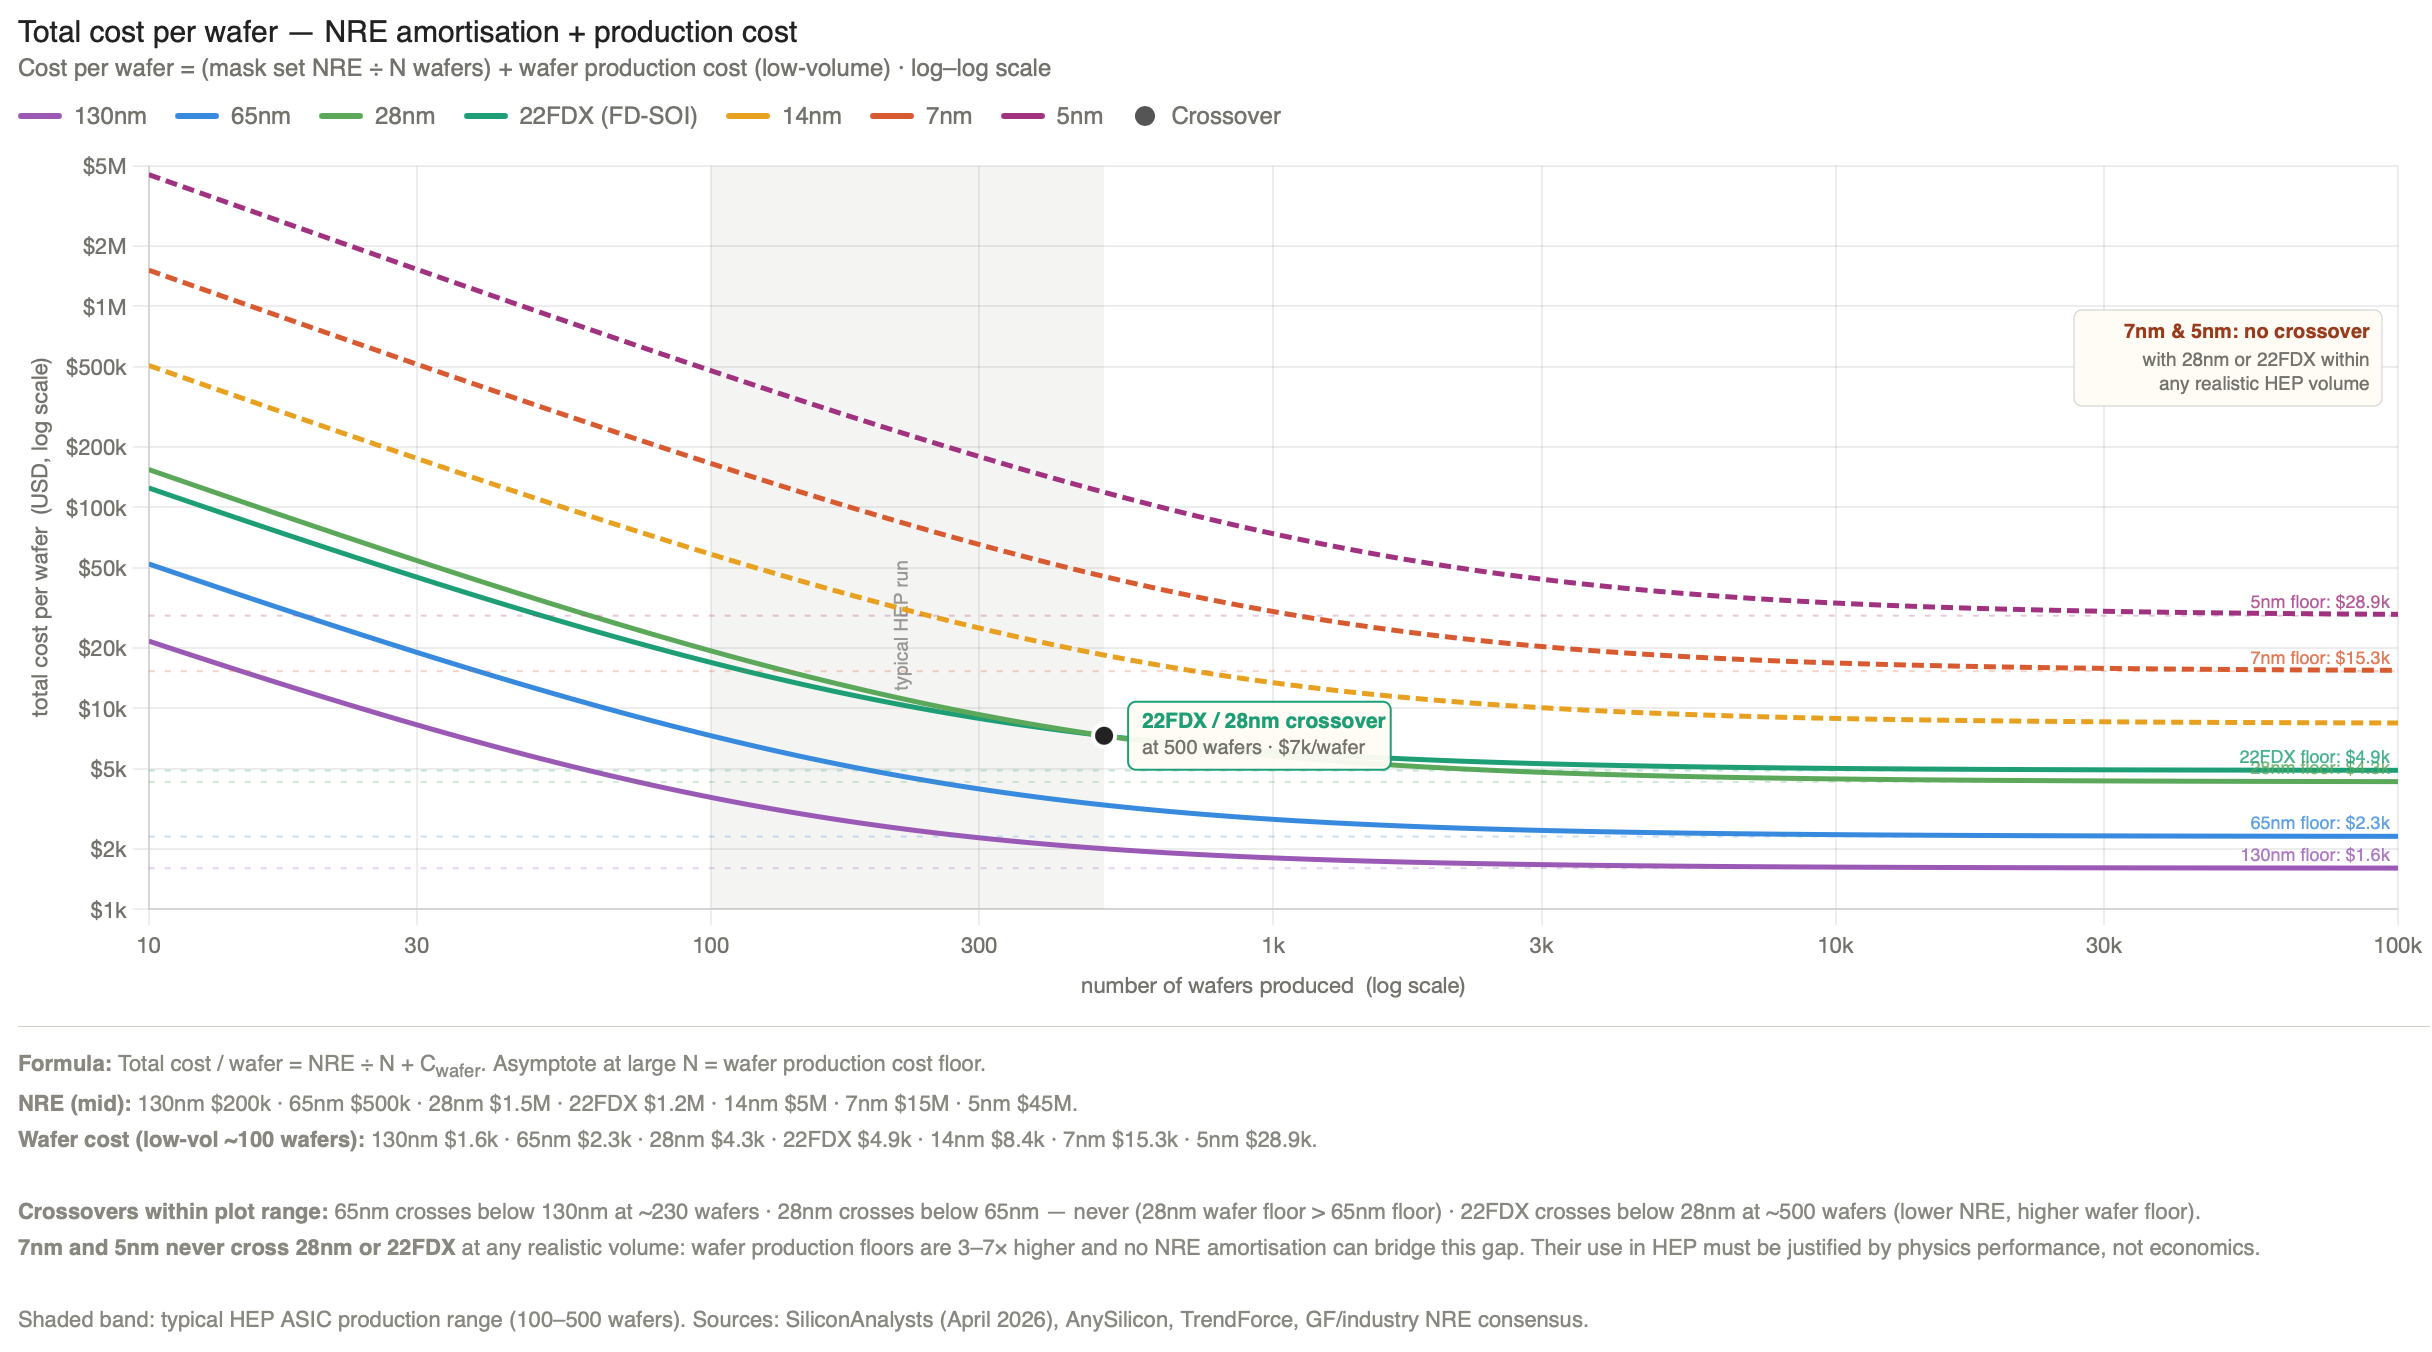 Total cost per wafer — NRE amortisation + production cost
Cost per wafer = (mask set NRE ÷ N wafers) + wafer production cost (low-volume) · log–log scale
130nm 65nm 28nm 22FDX (FD-SOI) 14nm 7nm 5nm Crossover
total cost per wafer (USD, log scale)
$5M
$2M
$1M
$500k
$200k
$100k
$50k
$20k
$10k
$5k
$2k
$1k
typical HEP run
7nm & 5nm: no crossover
with 28nm or 22FDX within
any realistic HEP volume
22FDX / 28nm crossover
at 500 wafers · $7k/wafer
5nm floor: $28.9k
7nm floor: $15.3k
22FDX floor: $4.9k
28nm floor: $4.3k
65nm floor: $2.3k
130nm floor: $1.6k
10 30 100 300 1k 3k 10k 30k 100k
number of wafers produced (log scale)
Formula: Total cost / wafer = NRE ÷ N + Cwafer. Asymptote at large N = wafer production cost floor.
NRE (mid): 130nm $200k · 65nm $500k · 28nm $1.5M · 22FDX $1.2M · 14nm $5M · 7nm $15M · 5nm $45M.
Wafer cost (low-vol ~100 wafers): 130nm $1.6k · 65nm $2.3k · 28nm $4.3k · 22FDX $4.9k · 14nm $8.4k · 7nm $15.3k · 5nm $28.9k.
Crossovers within plot range: 65nm crosses below 130nm at ~230 wafers · 28nm crosses below 65nm — never (28nm wafer floor > 65nm floor) · 22FDX crosses below 28nm at ~500 wafers (lower NRE, higher wafer floor).
7nm and 5nm never cross 28nm or 22FDX at any realistic volume: wafer production floors are 3–7× higher and no NRE amortisation can bridge this gap. Their use in HEP must be justified by physics performance, not economics.
Shaded band: typical HEP ASIC production range (100–500 wafers). Sources: SiliconAnalysts (April 2026), AnySilicon, TrendForce, GF/industry NRE consensus.